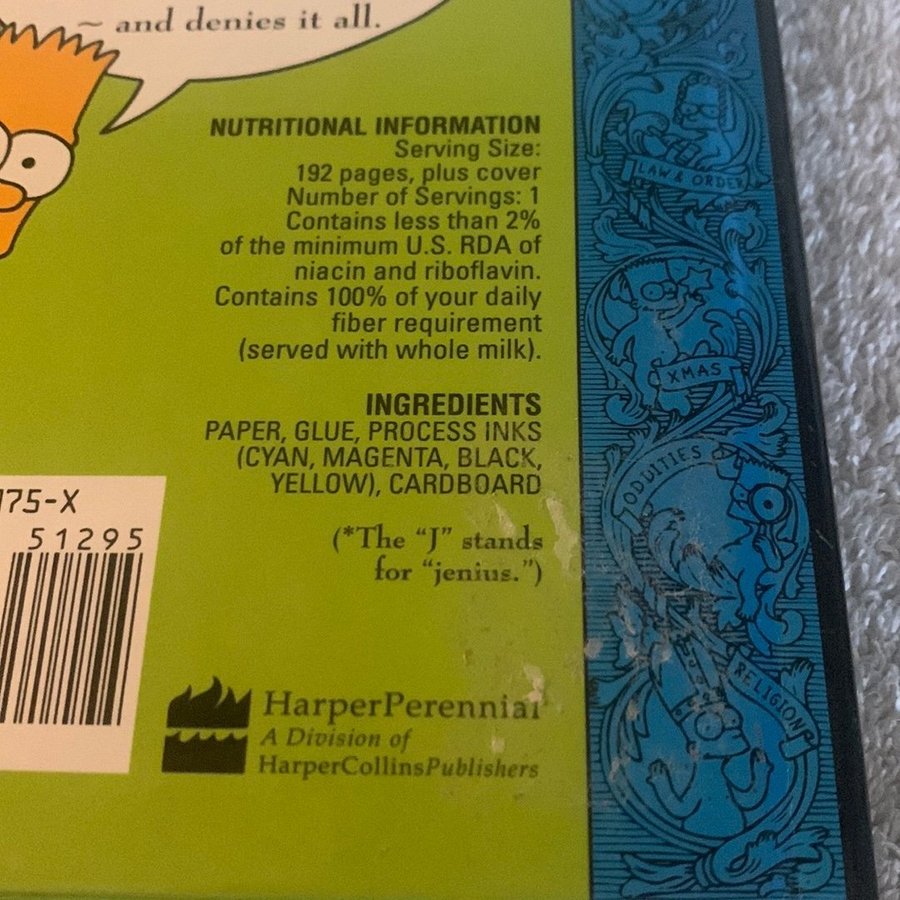 ~ and denies it all.
NUTRITIONAL INFORMATION
Serving Size:
192 pages, plus cover
Number of Servings: 1
Contains less than 2%
of the minimum U.S. RDA of
niacin and riboflavin.
Contains 100% of your daily
fiber requirement
(served with whole milk).
INGREDIENTS
PAPER, GLUE, PROCESS INKS
(CYAN, MAGENTA, BLACK,
YELLOW), CARDBOARD
(*The “J” stands
for “jenius.”)
75-X
51295
HarperPerennial
A Division of
HarperCollinsPublishers
LAW & ORDER
XMAS
ODDITIES
RELIGION